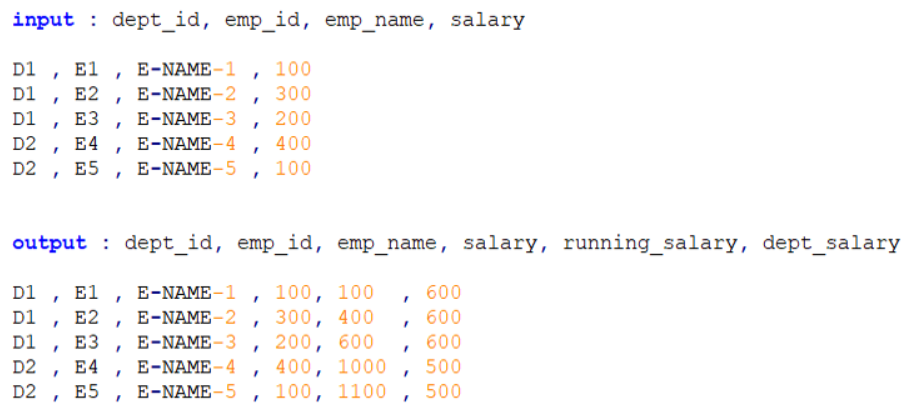 input : dept_id, emp_id, emp_name, salary
D1 , E1 , E-NAME-1 , 100
D1 , E2 , E-NAME-2 , 300
D1 , E3 , E-NAME-3 , 200
D2 , E4 , E-NAME-4 , 400
D2 , E5 , E-NAME-5 , 100
output : dept_id, emp_id, emp_name, salary, running_salary, dept_salary
D1 , E1 , E-NAME-1 , 100, 100 , 600
D1 , E2 , E-NAME-2 , 300, 400 , 600
D1 , E3 , E-NAME-3 , 200, 600 , 600
D2 , E4 , E-NAME-4 , 400, 1000 , 500
D2 , E5 , E-NAME-5 , 100, 1100 , 500